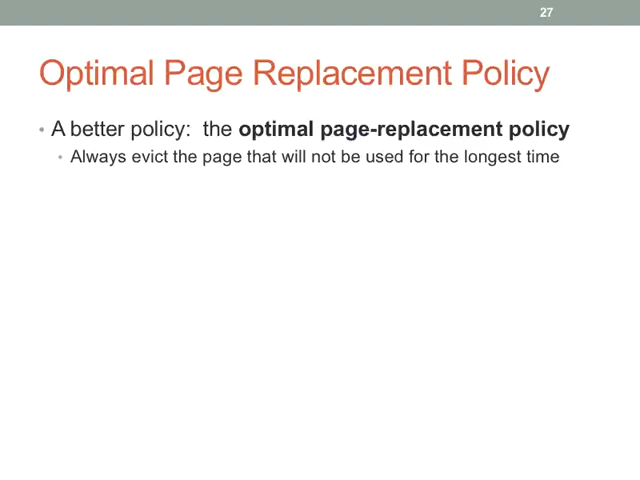 27
Optimal Page Replacement Policy
• A better policy:  the optimal page-replacement policy
• Always evict the page that will not be used for the longest time